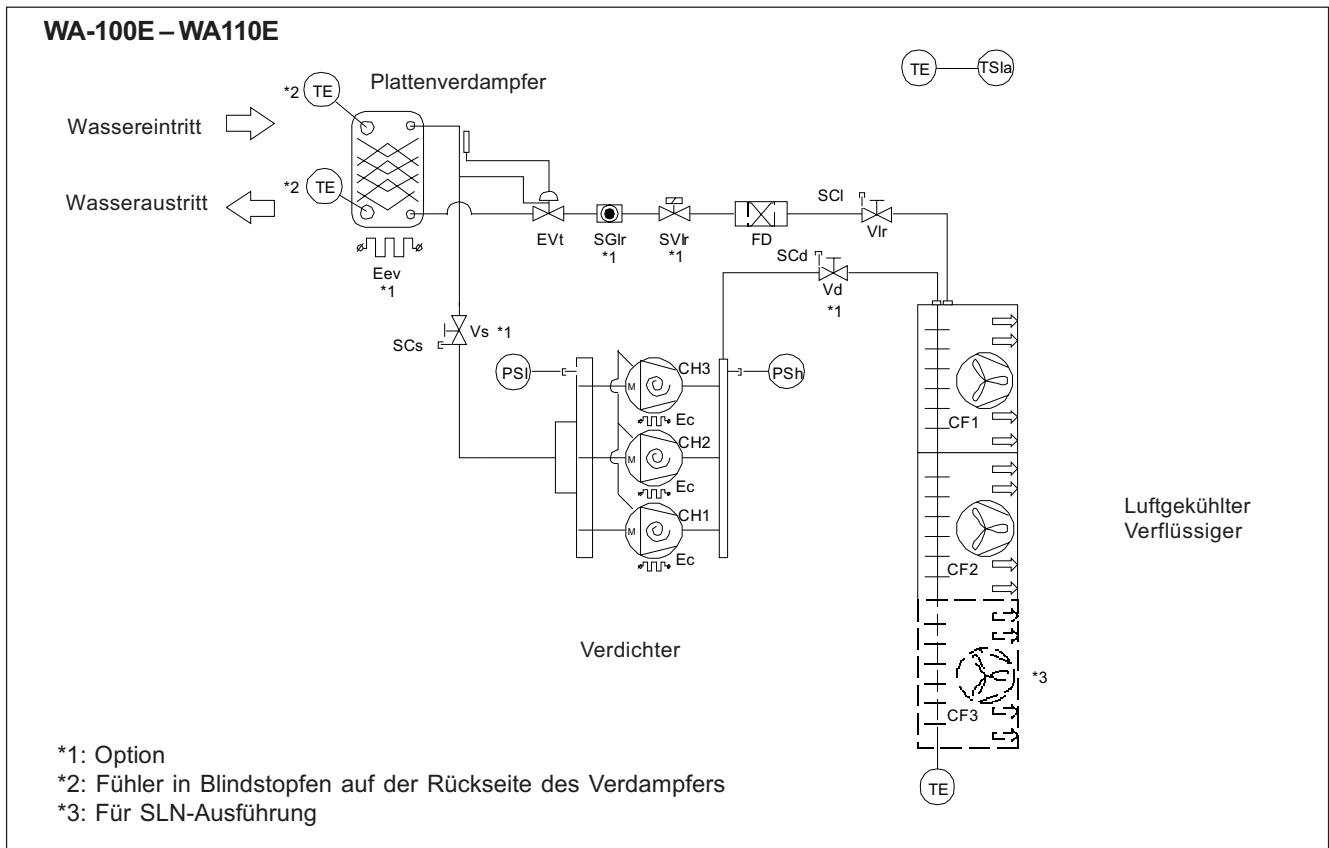 WA-100E – WA110E
TE
TSla
Plattenverdampfer
*2 TE
Wassereintritt
*2 TE
Wasseraustritt
Eev
*1
EVt
SGlr
*1
SVlr
*1
FD
SCl
Vlr
SCd
Vd
*1
Vs *1
SCs
PSl
PSh
M
CH3
Ec
M
CH2
Ec
M
CH1
Ec
CF1
CF2
CF3
*3
TE
Luftgekühlter
Verflüssiger
Verdichter
*1: Option
*2: Fühler in Blindstopfen auf der Rückseite des Verdampfers
*3: Für SLN-Ausführung